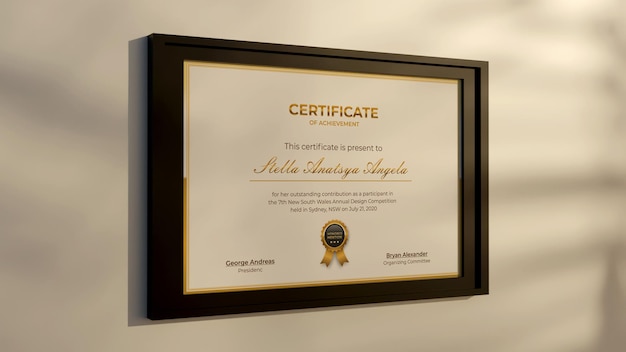 CERTIFICATE
OF ACHIEVEMENT
This certificate is present to
Stella Anatsya Angela
for her outstanding contribution as a participant in
the 7th New South Wales Annual Design Competition
held in Sydney, NSW on July 21, 2020
George Andreas
President
Bryan Alexander
Organizing Committee